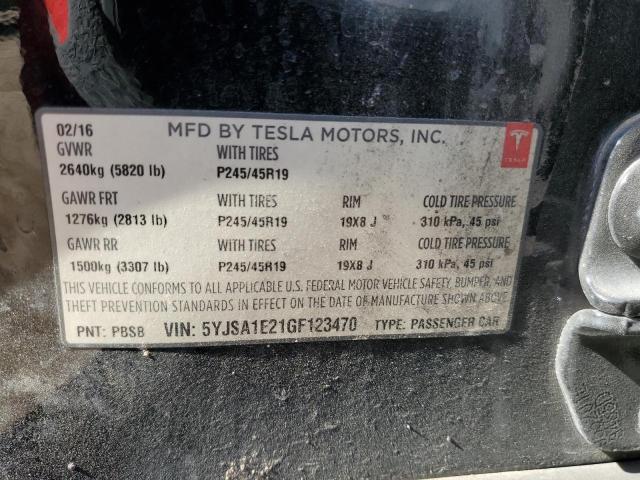 02/16 MFD BY TESLA MOTORS, INC.
GVWR WITH TIRES
2640kg (5820 lb) P245/45R19
TESLA
GAWR FRT WITH TIRES RIM COLD TIRE PRESSURE
1276kg (2813 lb) P245/45R19 19X8 J 310 kPa, 45 psi
GAWR RR WITH TIRES RIM COLD TIRE PRESSURE
1500kg (3307 lb) P245/45R19 19X8 J 310 kPa, 45 psi
THIS VEHICLE CONFORMS TO ALL APPLICABLE U.S. FEDERAL MOTOR VEHICLE SAFETY, BUMPER, AND
THEFT PREVENTION STANDARDS IN EFFECT ON THE DATE OF MANUFACTURE SHOWN ABOVE.
PNT: PBSB VIN: 5YJSA1E21GF123470 TYPE: PASSENGER CAR